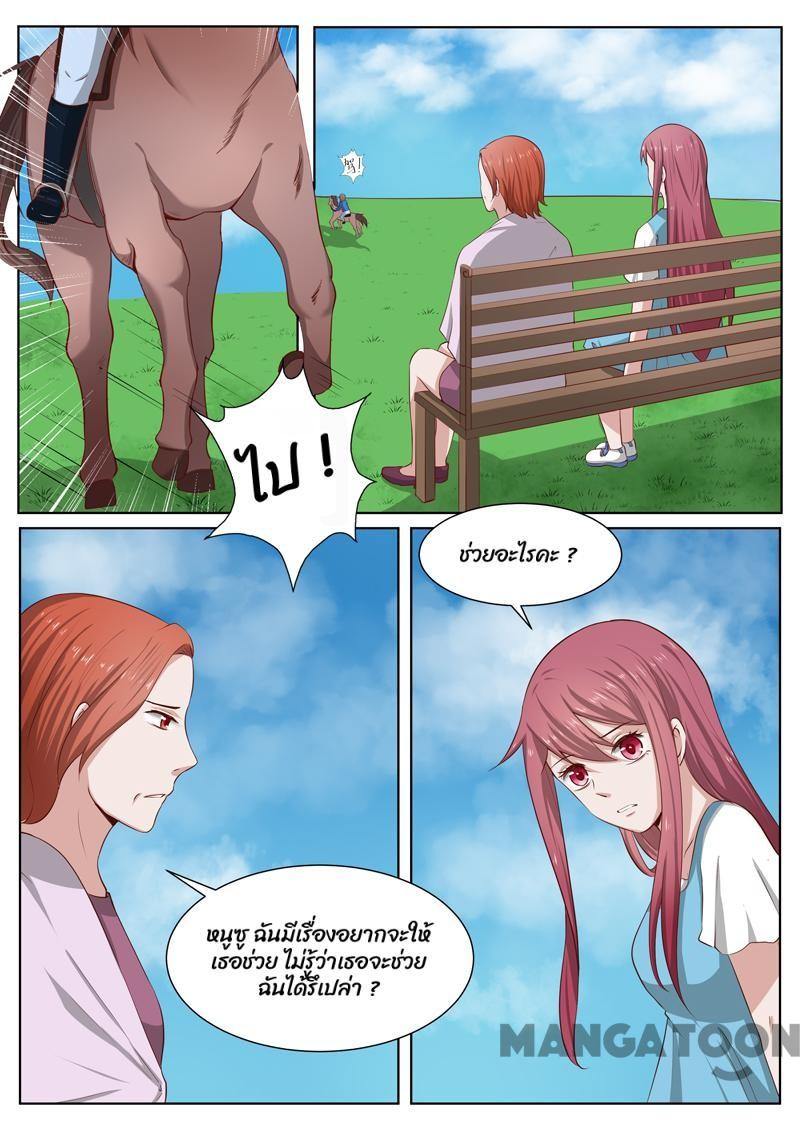 驾!
ไป !
หนูซู ฉันมีเรื่องอยากจะให้
เธอช่วย ไม่รู้ว่าเธอจะช่วย
ฉันได้รึเปล่า ?
ช่วยอะไรคะ ?
MANGATOON